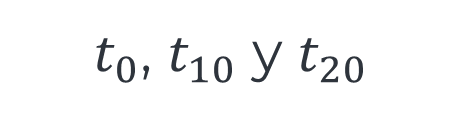 t₀, t₁₀ y t₂₀